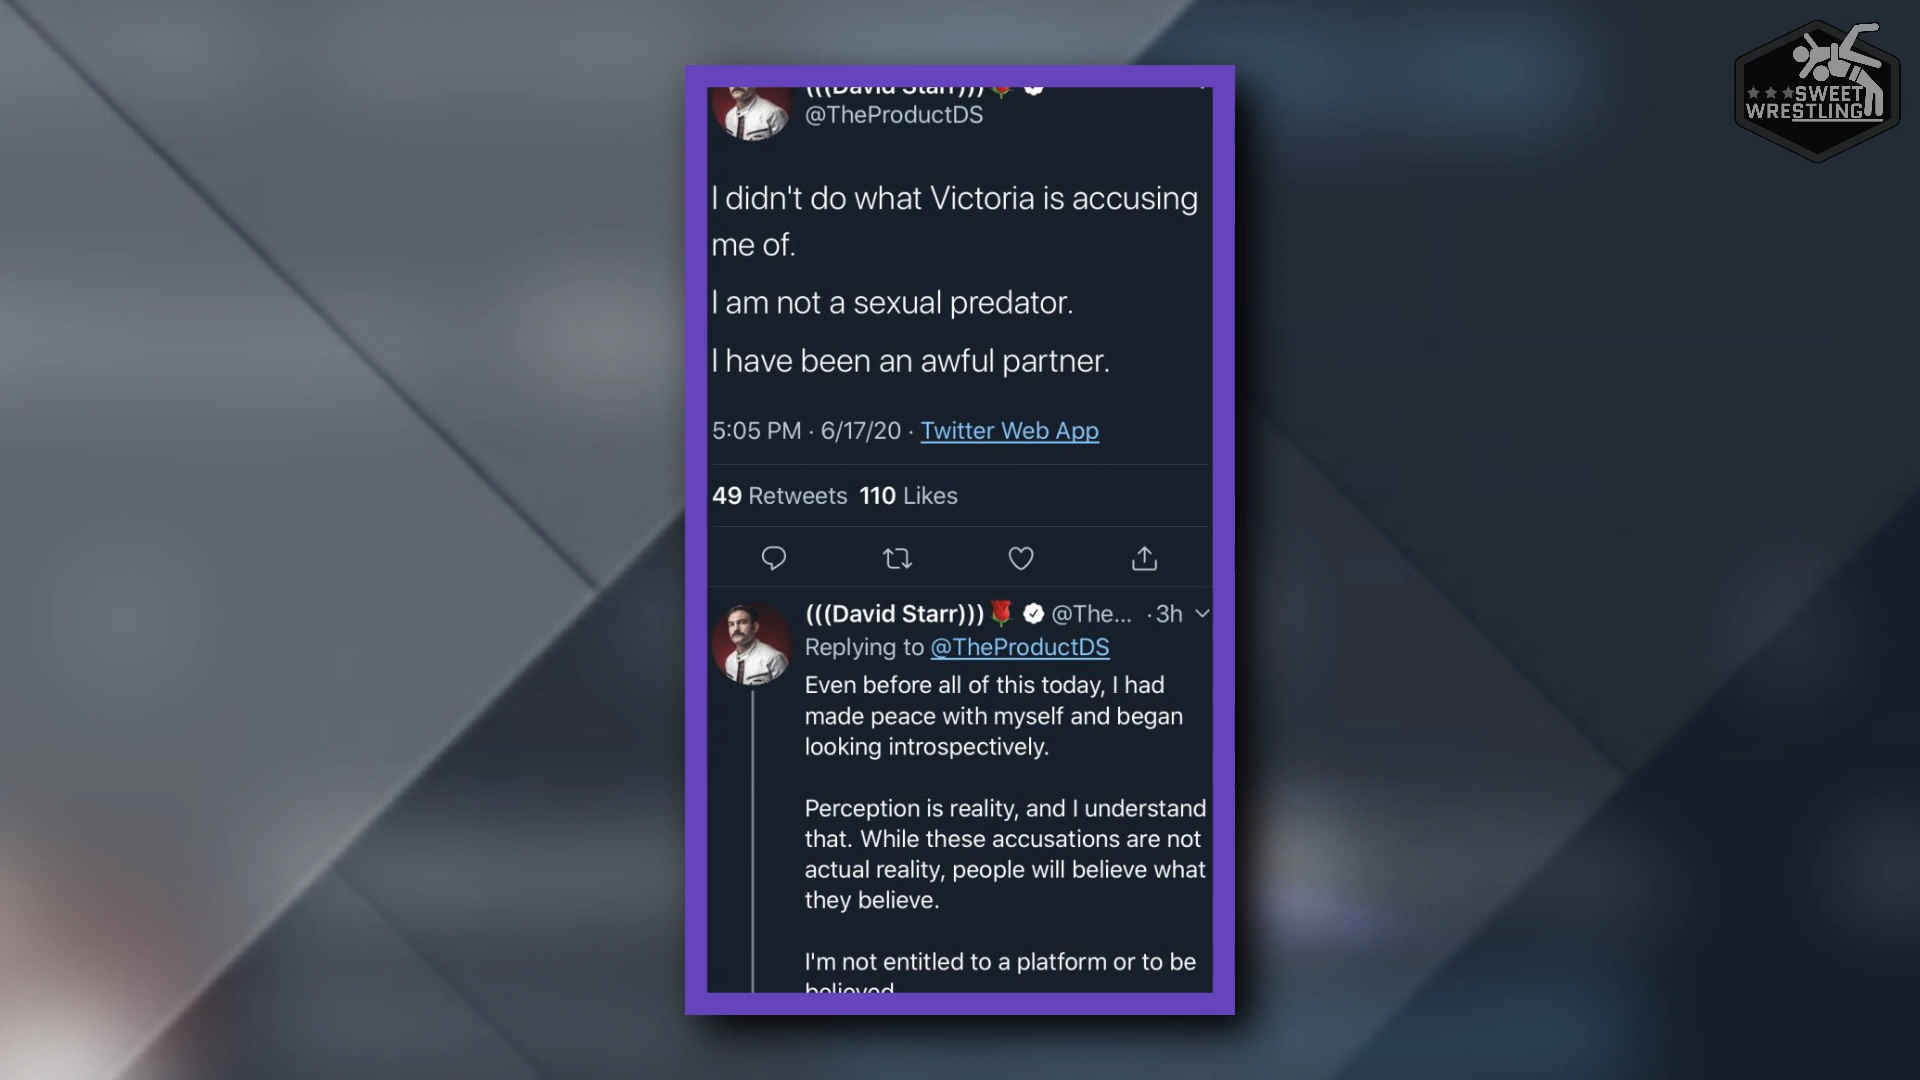 (((David Starr)))
@TheProductDS
SWEET
WRESTLING
I didn't do what Victoria is accusing
me of.
I am not a sexual predator.
I have been an awful partner.
5:05 PM · 6/17/20 · Twitter Web App
49 Retweets 110 Likes
(((David Starr))) @The... · 3h
Replying to @TheProductDS
Even before all of this today, I had
made peace with myself and began
looking introspectively.
Perception is reality, and I understand
that. While these accusations are not
actual reality, people will believe what
they believe.
I'm not entitled to a platform or to be
believed